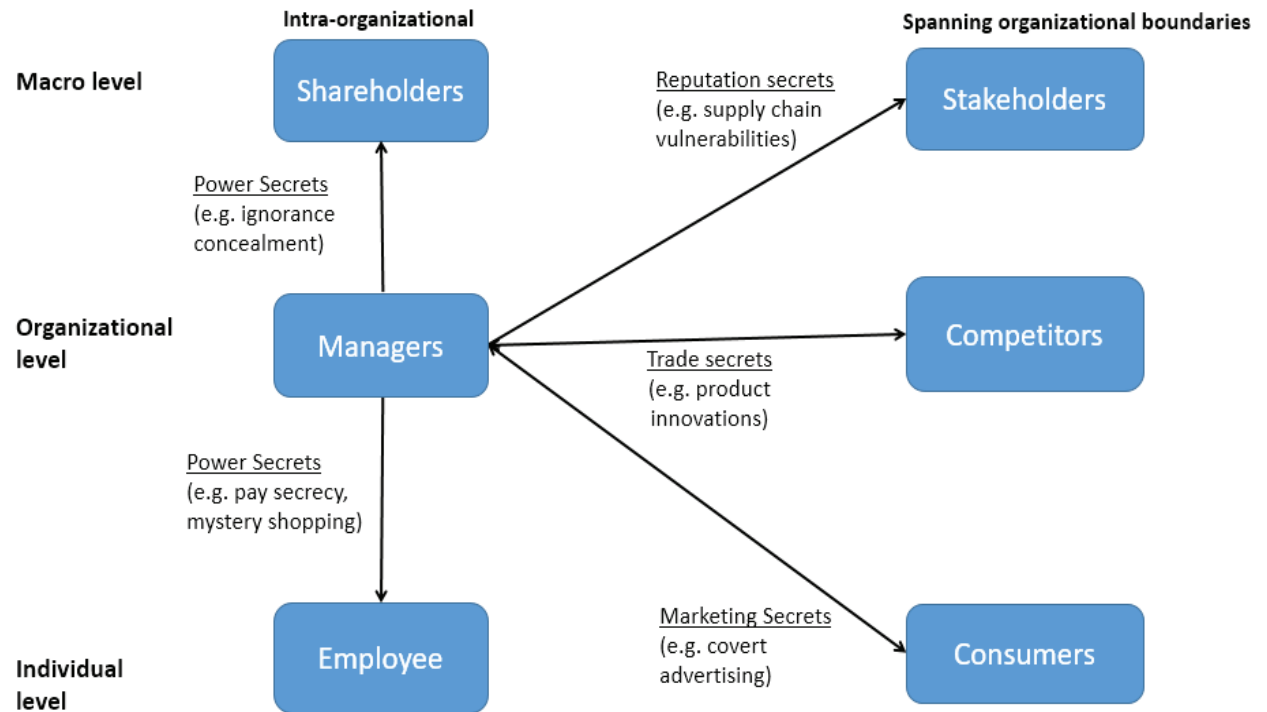 Intra-organizational
Spanning organizational boundaries
Macro level
Shareholders
Reputation secrets
(e.g. supply chain
vulnerabilities)
Stakeholders
Power Secrets
(e.g. ignorance
concealment)
Organizational
level
Managers
Trade secrets
(e.g. product
innovations)
Competitors
Power Secrets
(e.g. pay secrecy,
mystery shopping)
Individual
level
Employee
Marketing Secrets
(e.g. covert
advertising)
Consumers